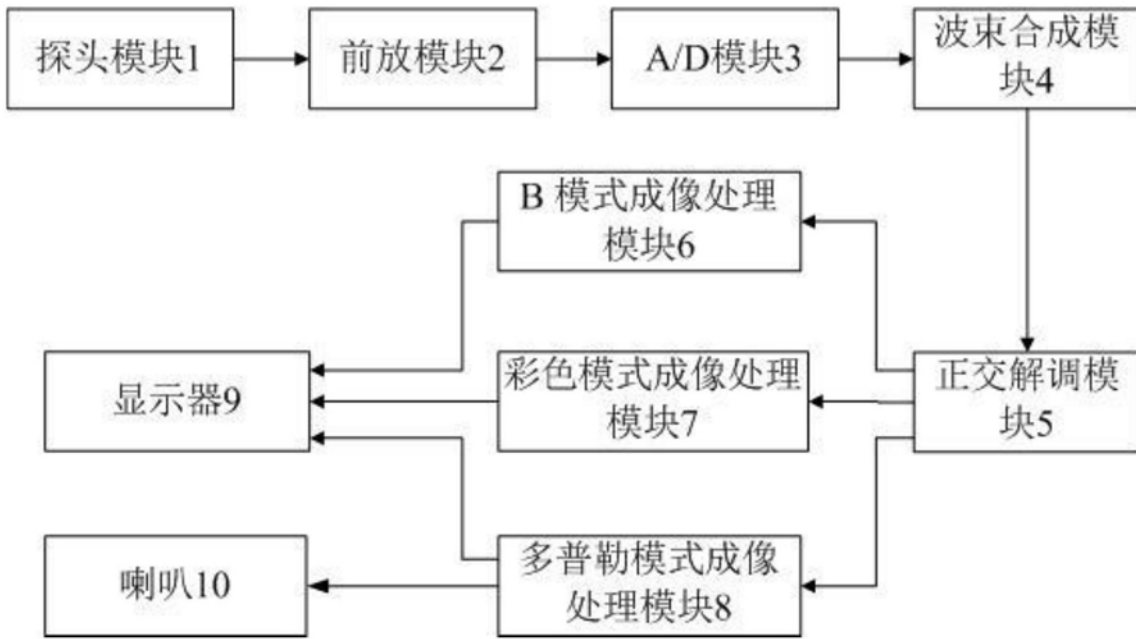 探头模块1
前放模块2
A/D模块3
波束合成模
块4
B 模式成像处理
模块6
显示器9
彩色模式成像处理
模块7
正交解调模
块5
喇叭10
多普勒模式成像
处理模块8